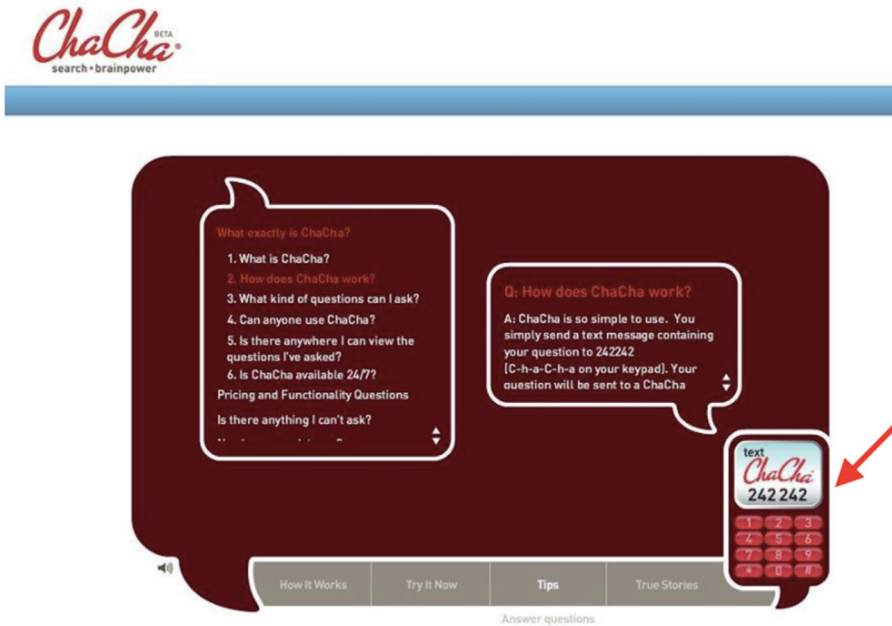 ChaCha BETA ®
search+brainpower
What exactly is ChaCha?
1. What is ChaCha?
2. How does ChaCha work?
3. What kind of questions can I ask?
4. Can anyone use ChaCha?
5. Is there anywhere I can view the
questions I've asked?
6. Is ChaCha available 24/7?
Pricing and Functionality Questions
Is there anything I can't ask?
Q: How does ChaCha work?
A: ChaCha is so simple to use. You
simply send a text message containing
your question to 242242
(C-h-a-C-h-a on your keypad). Your
question will be sent to a ChaCha
text
ChaCha
242 242
1 2 3
4 5 6
7 8 9
* 0 #
How It Works
Try It Now
Tips
True Stories
Answer questions